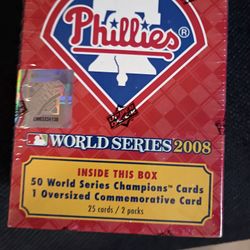 Phillies®
WORLD SERIES 2008
INSIDE THIS BOX
50 World Series Champions™ Cards
1 Oversized Commemorative Card
25 cards / 2 packs